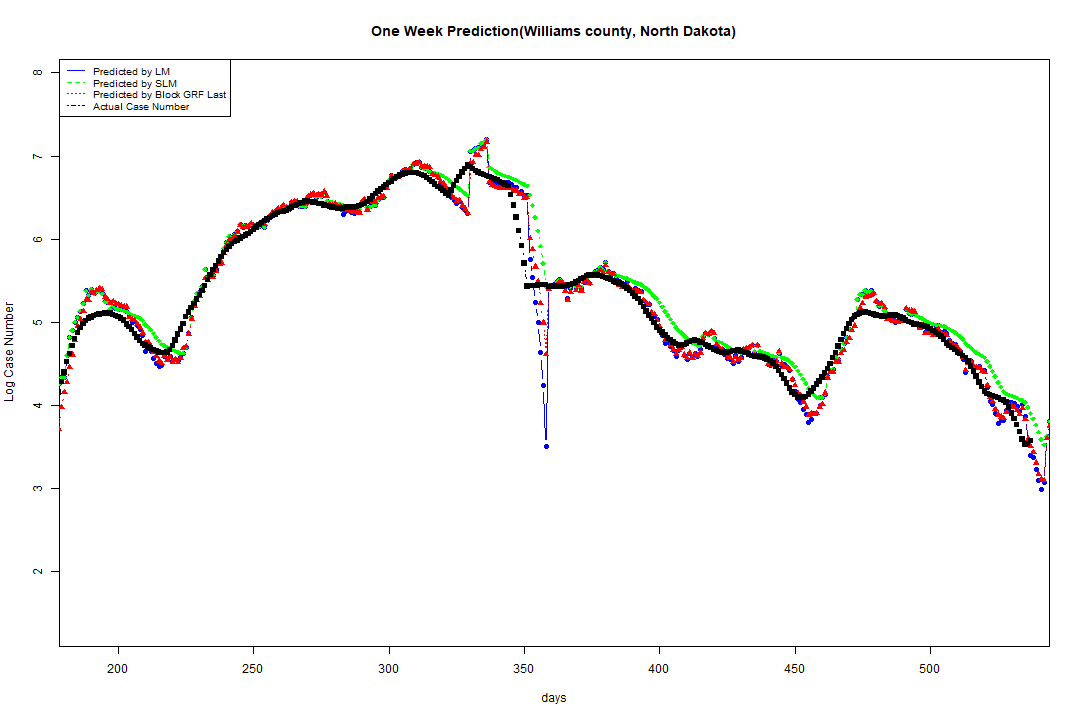 One Week Prediction(Williams county, North Dakota)
Predicted by LM
Predicted by SLM
Predicted by Block GRF Last
Actual Case Number
8
7
6
5
4
3
2
Log Case Number
200 250 300 350 400 450 500
days